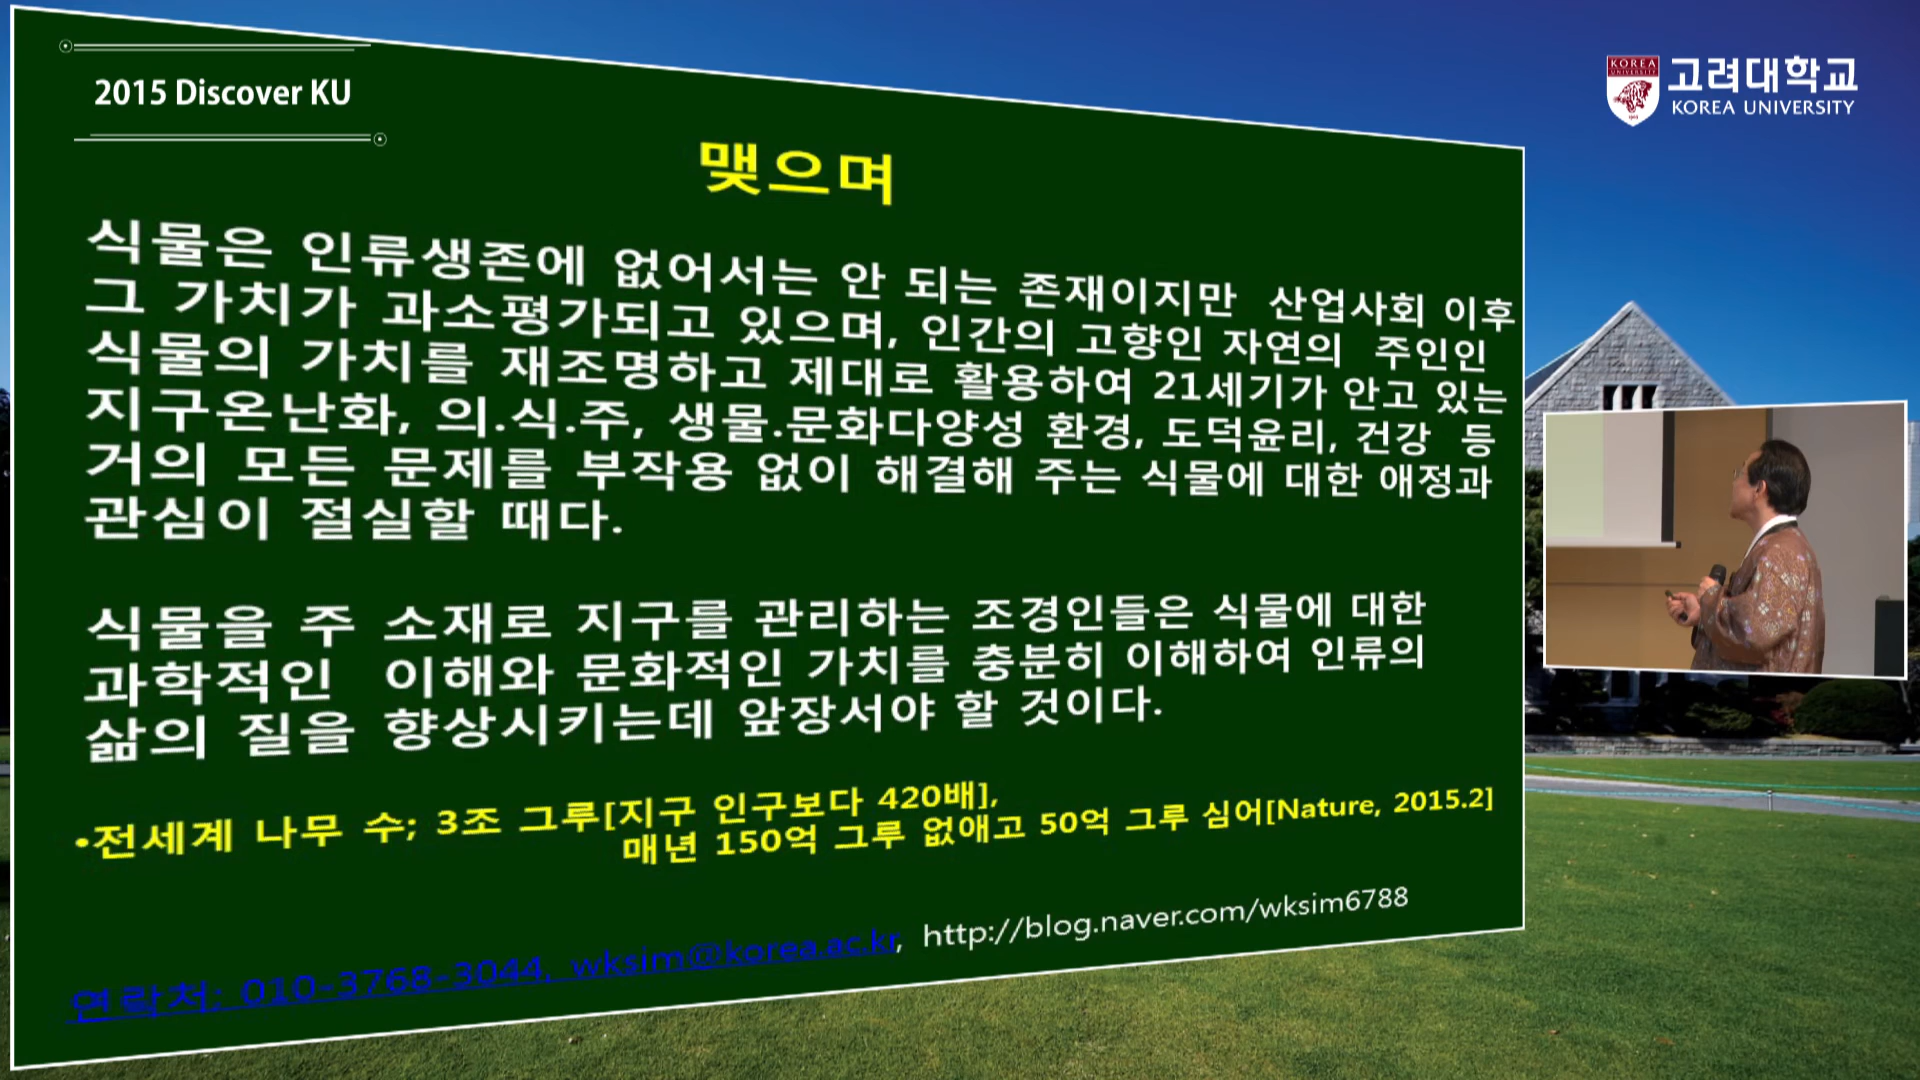 2015 Discover KU
KOREA
UNIVERSITY
고려대학교
KOREA UNIVERSITY
맺으며
식물은 인류생존에 없어서는 안 되는 존재이지만 산업사회 이후
그 가치가 과소평가되고 있으며, 인간의 고향인 자연의 주인인
식물의 가치를 재조명하고 제대로 활용하여 21세기가 안고 있는
지구온난화, 의.식.주, 생물.문화다양성 환경, 도덕윤리, 건강 등
거의 모든 문제를 부작용 없이 해결해 주는 식물에 대한 애정과
관심이 절실할 때다.
식물을 주 소재로 지구를 관리하는 조경인들은 식물에 대한
과학적인 이해와 문화적인 가치를 충분히 이해하여 인류의
삶의 질을 향상시키는데 앞장서야 할 것이다.
•전세계 나무 수; 3조 그루[지구 인구보다 420배],
매년 150억 그루 없애고 50억 그루 심어[Nature, 2015.2]
연락처: 010-3768-3044, wksim@korea.ac.kr, http://blog.naver.com/wksim6788